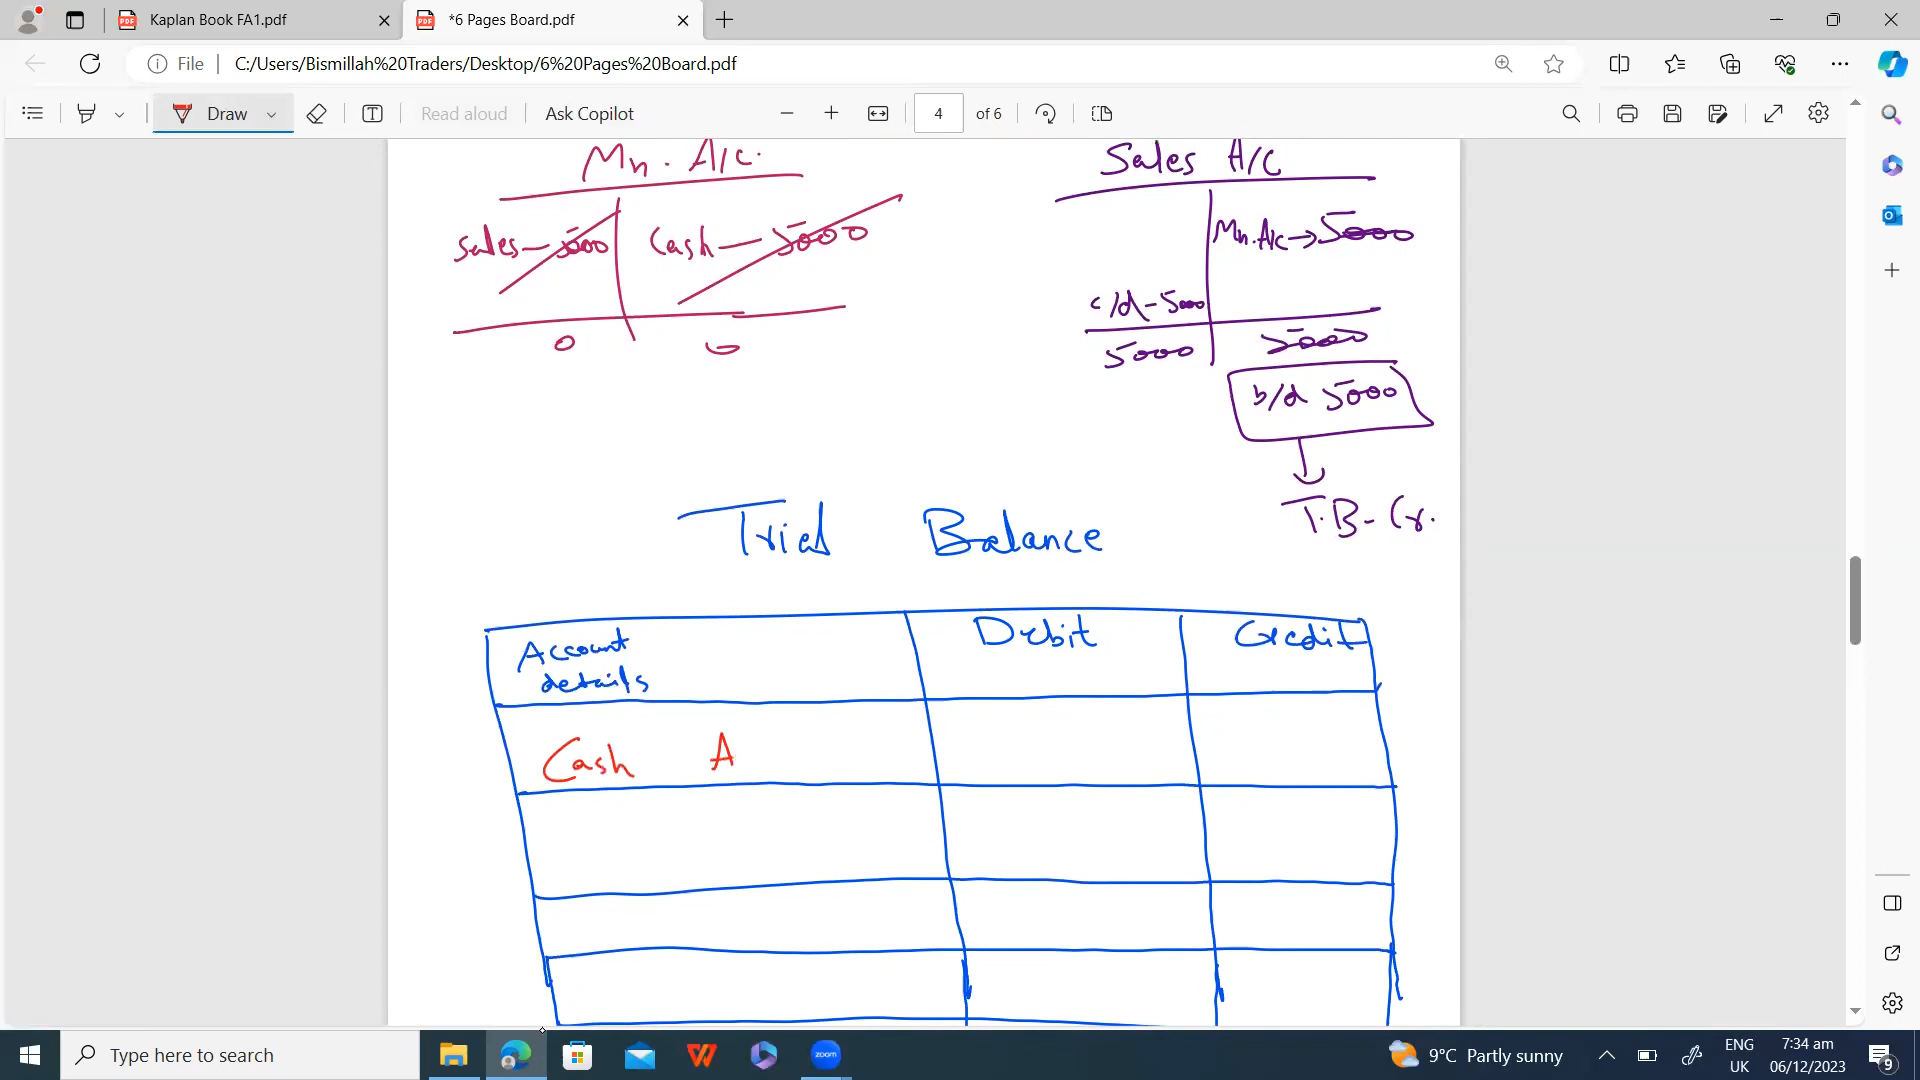 Kaplan Book FA1.pdf
*6 Pages Board.pdf
File
C:/Users/Bismillah%20Traders/Desktop/6%20Pages%20Board.pdf
Draw
Read aloud
Ask Copilot
4 of 6
Mn. A/c.
Sales — 5000
Cash — 5000
0
0
Sales A/C
Mn. A/c → 5000
c/d - 5000
5000
5000
b/d 5000
T.B - Cr.
Trial Balance
Account details
Debit
Credit
Cash A
Type here to search
zoom
9°C Partly sunny
ENG
UK
7:34 am
06/12/2023
9